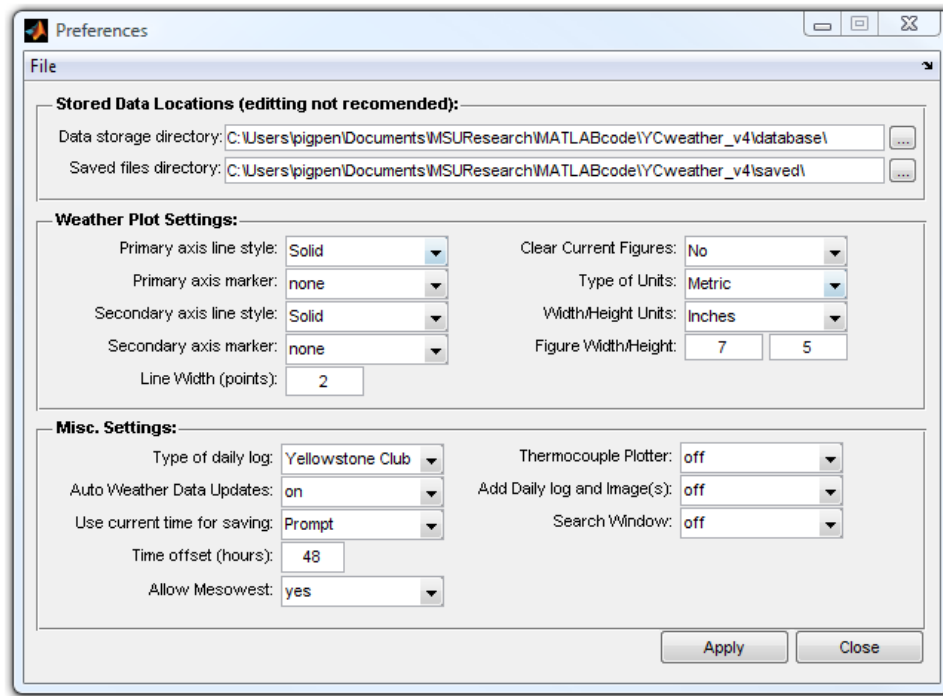 Preferences
File
Stored Data Locations (editting not recomended):
Data storage directory: C:\Users\pigpen\Documents\MSUResearch\MATLABcode\YCweather_v4\database\ ...
Saved files directory: C:\Users\pigpen\Documents\MSUResearch\MATLABcode\YCweather_v4\saved\ ...
Weather Plot Settings:
Primary axis line style: Solid Clear Current Figures: No
Primary axis marker: none Type of Units: Metric
Secondary axis line style: Solid Width/Height Units: Inches
Secondary axis marker: none Figure Width/Height: 7 5
Line Width (points): 2
Misc. Settings:
Type of daily log: Yellowstone Club Thermocouple Plotter: off
Auto Weather Data Updates: on Add Daily log and Image(s): off
Use current time for saving: Prompt Search Window: off
Time offset (hours): 48
Allow Mesowest: yes
Apply Close